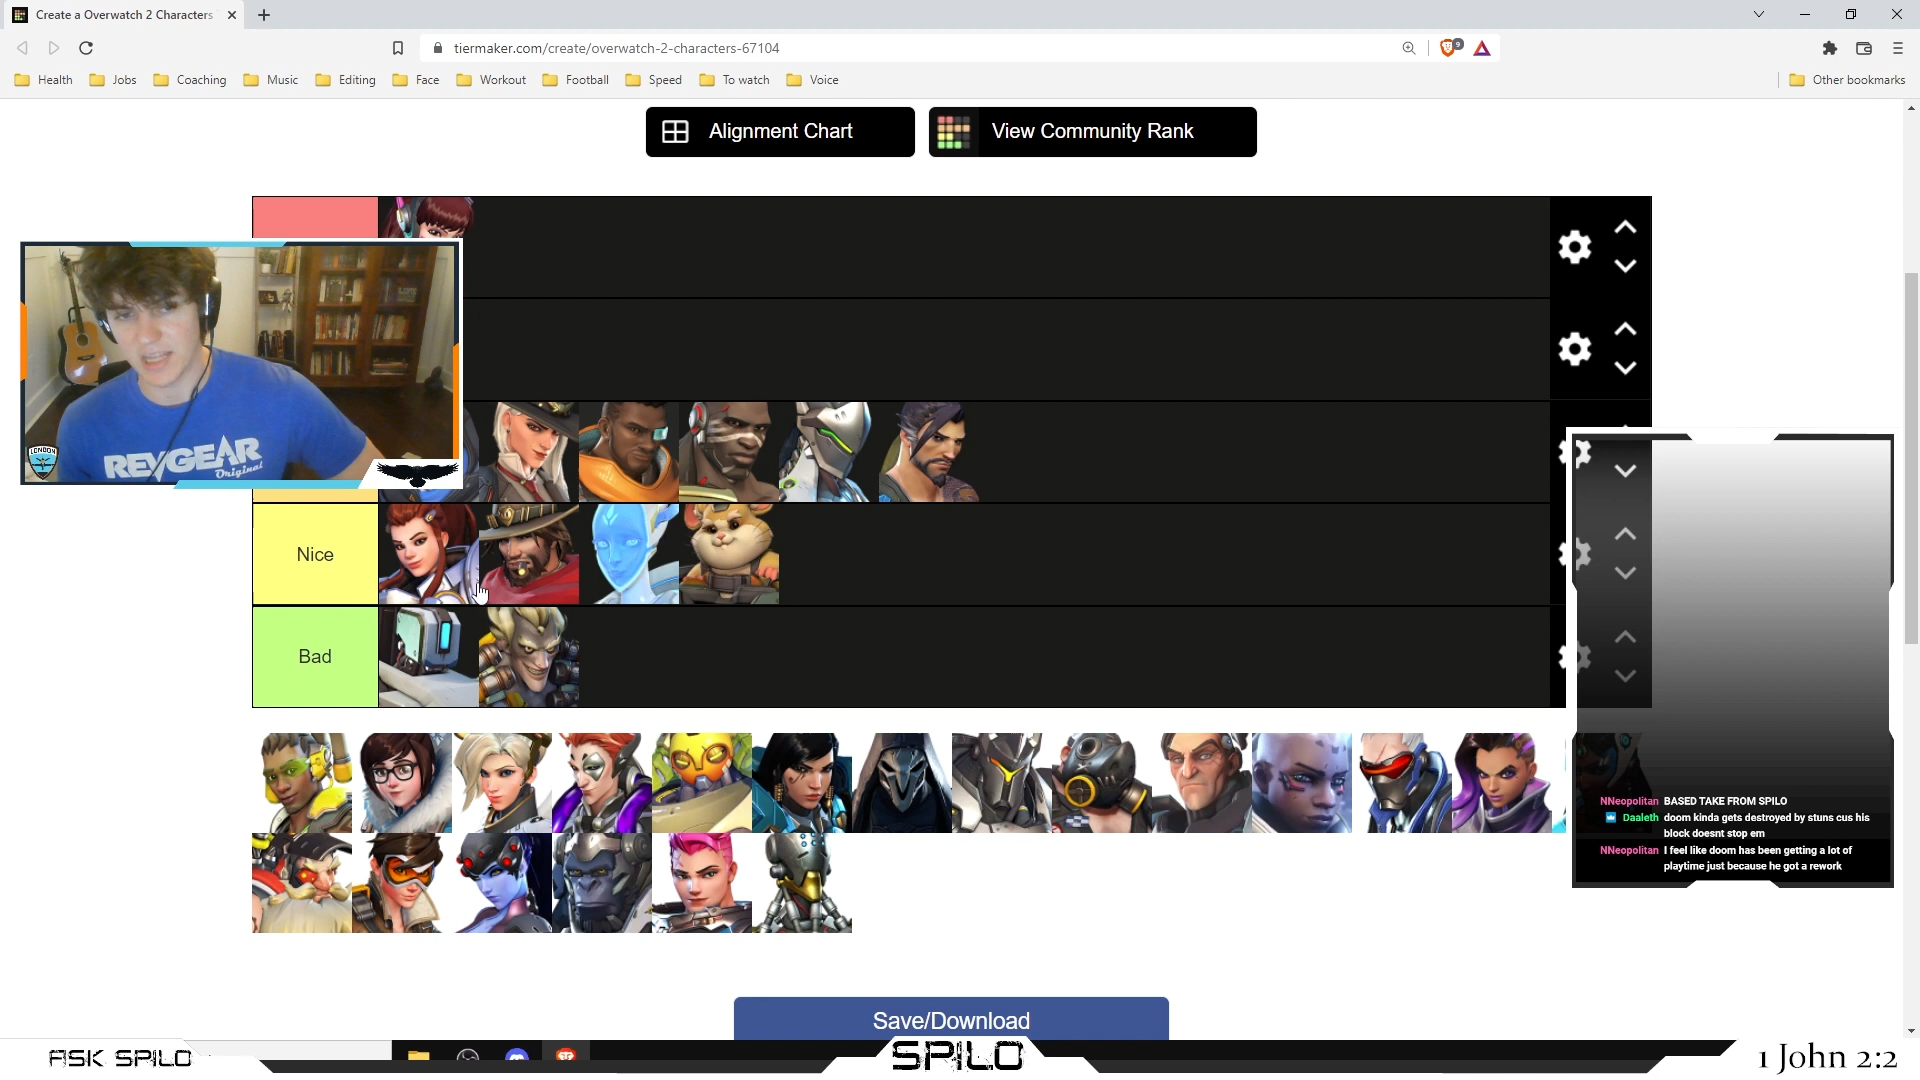 Create a Overwatch 2 Characters
tiermaker.com/create/overwatch-2-characters-67104
9
Health
Jobs
Coaching
Music
Editing
Face
Workout
Football
Speed
To watch
Voice
Other bookmarks
Alignment Chart
View Community Rank
LONDON
REVGEAR
Original
Nice
Bad
NNeopolitan BASED TAKE FROM SPILO
Daaleth doom kinda gets destroyed by stuns cus his
block doesnt stop em
NNeopolitan I feel like doom has been getting a lot of
playtime just because he got a rework
Save/Download
ASK SPILO
SPILO
1 John 2:2